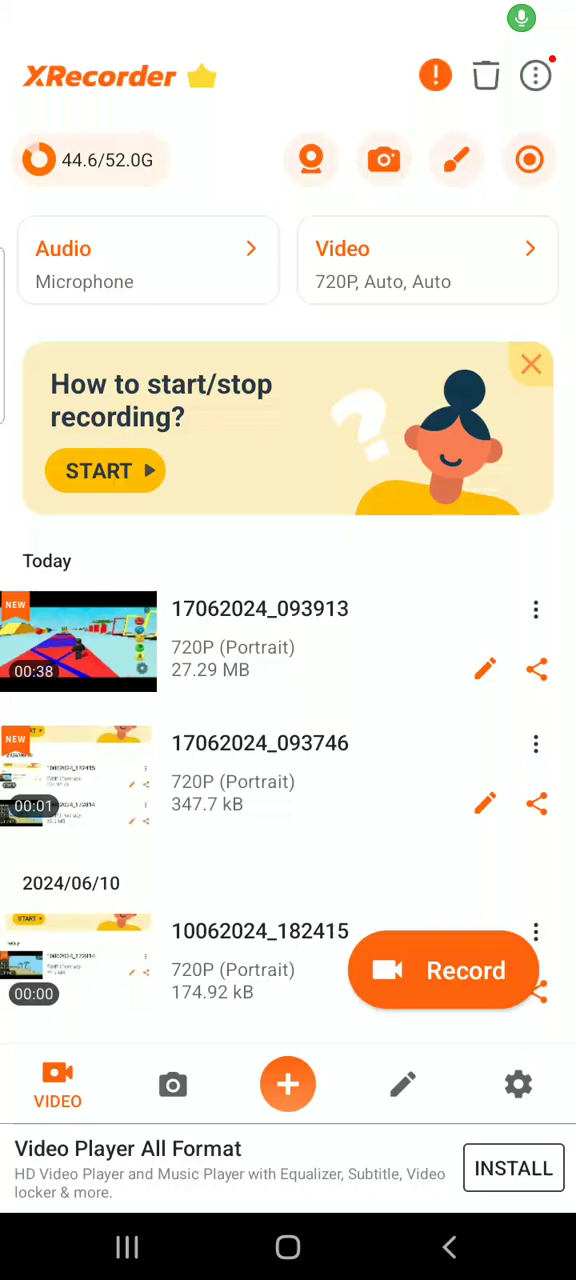 XRecorder
44.6/52.0G
Audio
Microphone
Video
720P, Auto, Auto
How to start/stop
recording?
START
Today
NEW
00:38
17062024_093913
720P (Portrait)
27.29 MB
NEW
00:01
17062024_093746
720P (Portrait)
347.7 kB
2024/06/10
START
00:00
10062024_182415
720P (Portrait)
174.92 kB
Record
VIDEO
Video Player All Format
HD Video Player and Music Player with Equalizer, Subtitle, Video
locker & more.
INSTALL